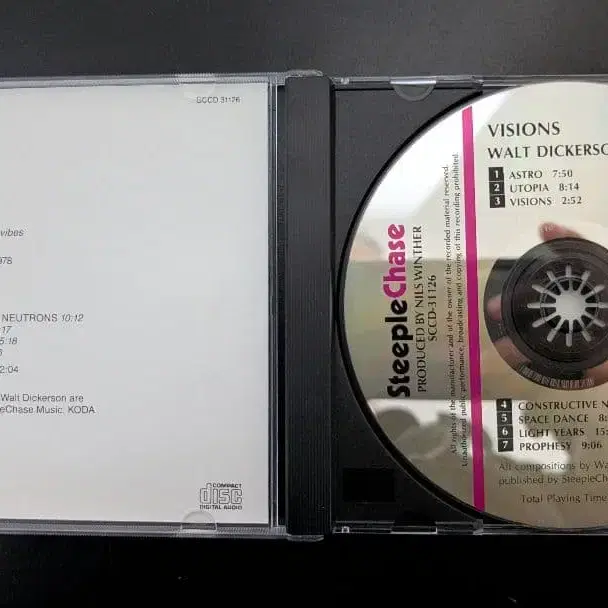 SCCD 31126
vibes
978
NEUTRONS 10:12
17
5:18
3
2:04
Walt Dickerson are
pleChase Music: KODA
COMPACT
disc
DIGITAL AUDIO
VISIONS
WALT DICKERSO
1 ASTRO 7:50
2 UTOPIA 8:14
3 VISIONS 2:52
SteepleChase
PRODUCED BY NILS WINTHER
SCCD-31126
All rights of the manufacturer and of the owner of the recorded material reserved.
Unauthorized public performance, broadcasting and copying of this recording prohibited.
4 CONSTRUCTIVE N
5 SPACE DANCE 8:
6 LIGHT YEARS 15:
7 PROPHESY 9:06
All compositions by Wa
published by SteepleCha
Total Playing Time